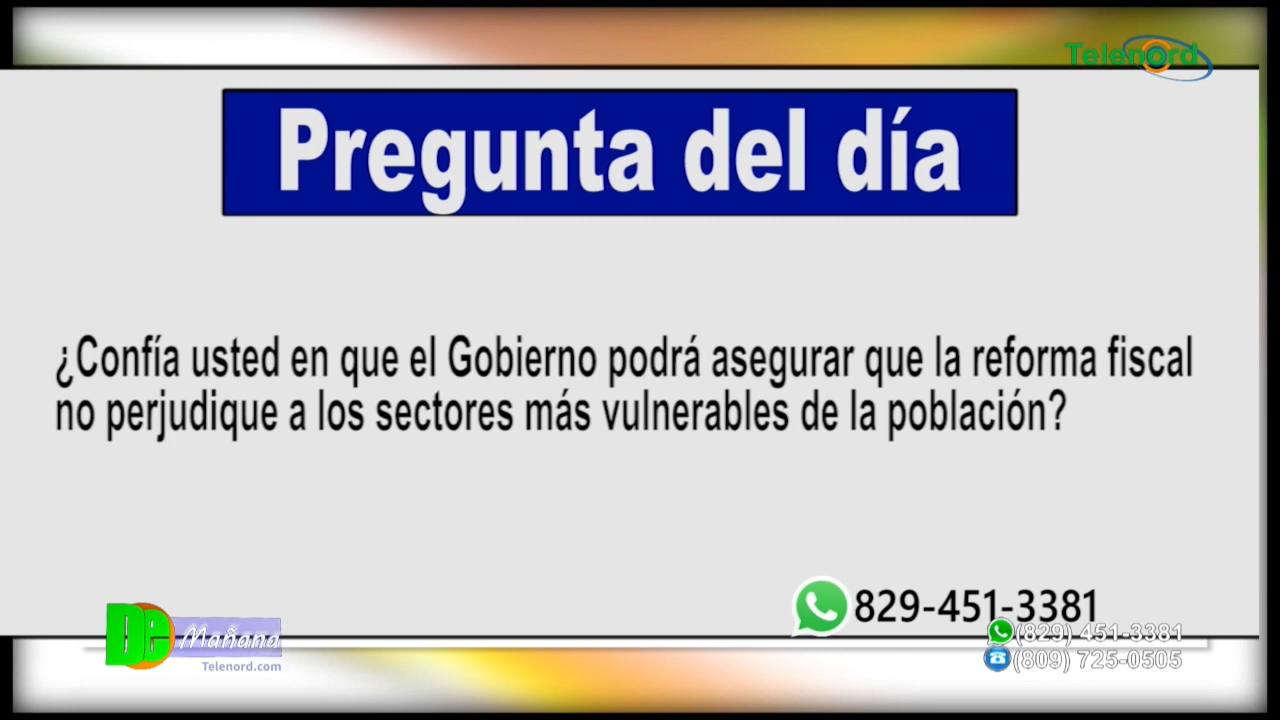 Telenord
Pregunta del día
¿Confía usted en que el Gobierno podrá asegurar que la reforma fiscal
no perjudique a los sectores más vulnerables de la población?
829-451-3381
(829) 451-3381
(809) 725-0505
DE Mañana
Telenord.com